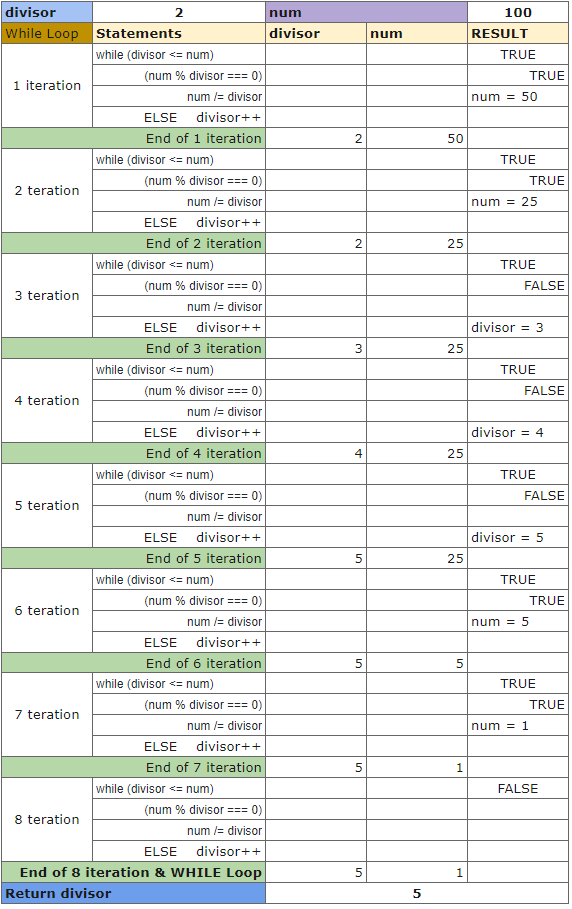 divisor 2 num 100
While Loop Statements divisor num RESULT
while (divisor <= num) TRUE
(num % divisor === 0) TRUE
1 iteration
num /= divisor num = 50
ELSE divisor++
End of 1 iteration 2 50
while (divisor <= num) TRUE
(num % divisor === 0) TRUE
2 teration
num /= divisor num = 25
ELSE divisor++
End of 2 iteration 2 25
while (divisor <= num) TRUE
(num % divisor === 0) FALSE
3 teration
num /= divisor
ELSE divisor++ divisor = 3
End of 3 iteration 3 25
while (divisor <= num) TRUE
(num % divisor === 0) FALSE
4 teration
num /= divisor
ELSE divisor++ divisor = 4
End of 4 iteration 4 25
while (divisor <= num) TRUE
(num % divisor === 0) FALSE
5 teration
num /= divisor
ELSE divisor++ divisor = 5
End of 5 iteration 5 25
while (divisor <= num) TRUE
(num % divisor === 0) TRUE
6 teration
num /= divisor num = 5
ELSE divisor++
End of 6 iteration 5 5
while (divisor <= num) TRUE
(num % divisor === 0) TRUE
7 teration
num /= divisor num = 1
ELSE divisor++
End of 7 iteration 5 1
while (divisor <= num) FALSE
(num % divisor === 0)
8 teration
num /= divisor
ELSE divisor++
End of 8 iteration & WHILE Loop 5 1
Return divisor 5